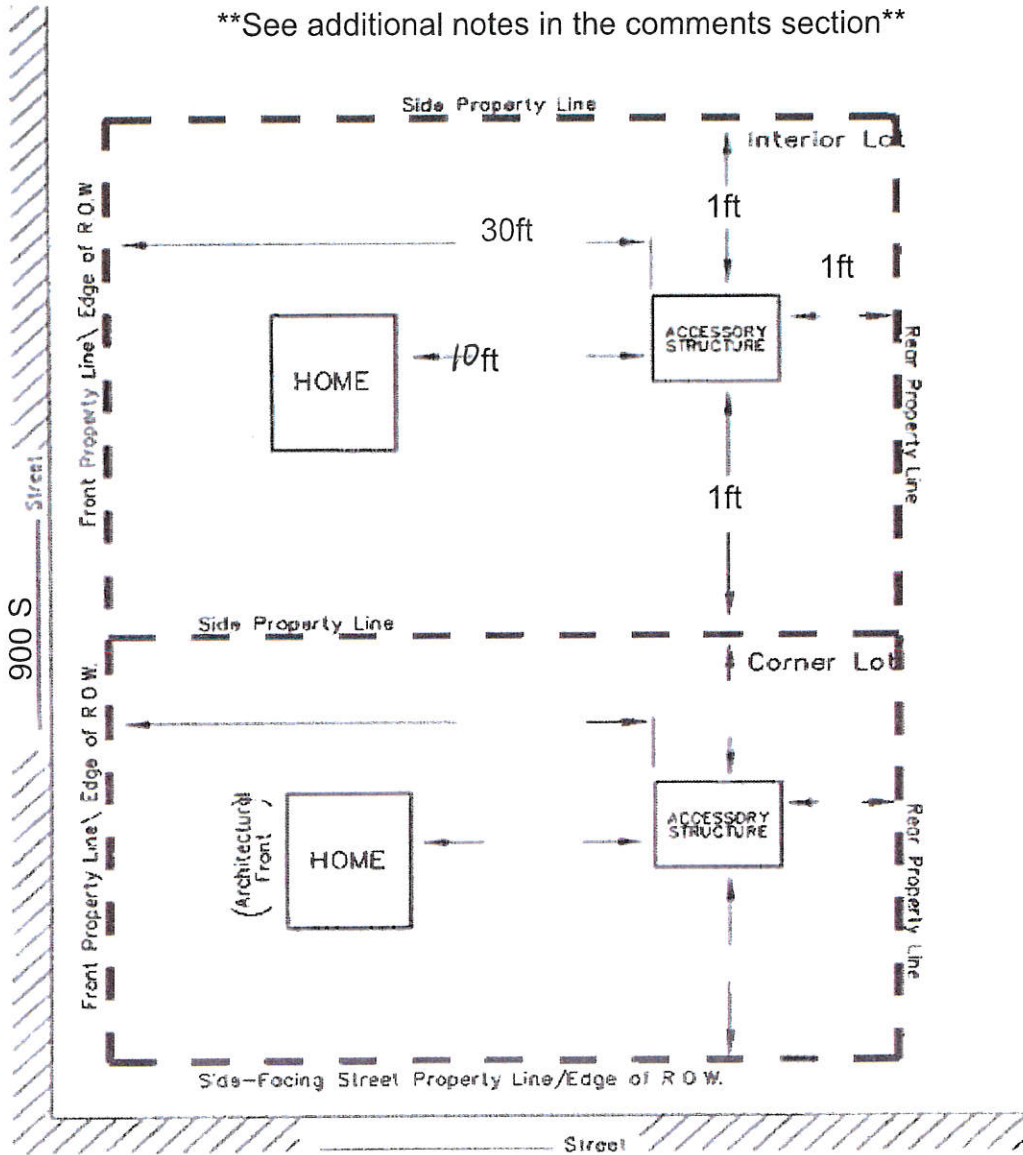 **See additional notes in the comments section**
Side Property Line
Interior Lot
Front Property Line\ Edge of R O.W
30ft
1ft
1ft
ACCESSORY
STRUCTURE
HOME
10ft
Rear Property Line
1ft
Street
900 S
Side Property Line
Corner Lot
Front Property Line\ Edge of R O W.
(Architectural
Front)
HOME
ACCESSORY
STRUCTURE
Rear Property Line
Side-Facing Street Property Line/Edge of R O W.
Street